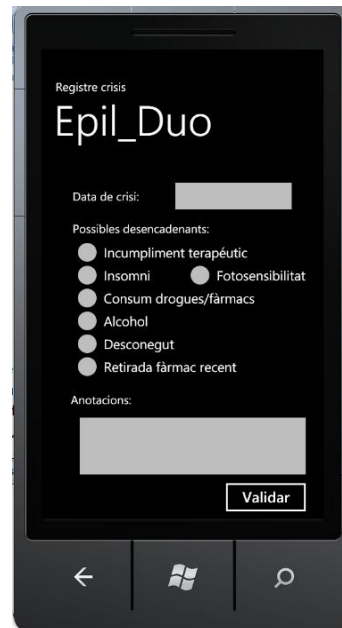 Registre crisis
Epil_Duo
Data de crisi:
Possibles desencadenants:
Incumpliment terapéutic
Insomni Fotosensibilitat
Consum drogues/fàrmacs
Alcohol
Desconegut
Retirada fàrmac recent
Anotacions:
Validar